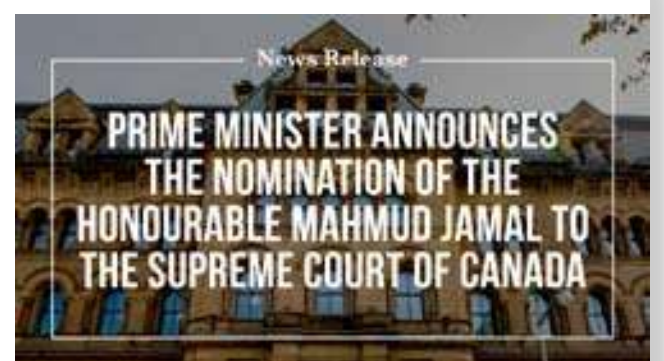 News Release
PRIME MINISTER ANNOUNCES
THE NOMINATION OF THE
HONOURABLE MAHMUD JAMAL TO
THE SUPREME COURT OF CANADA